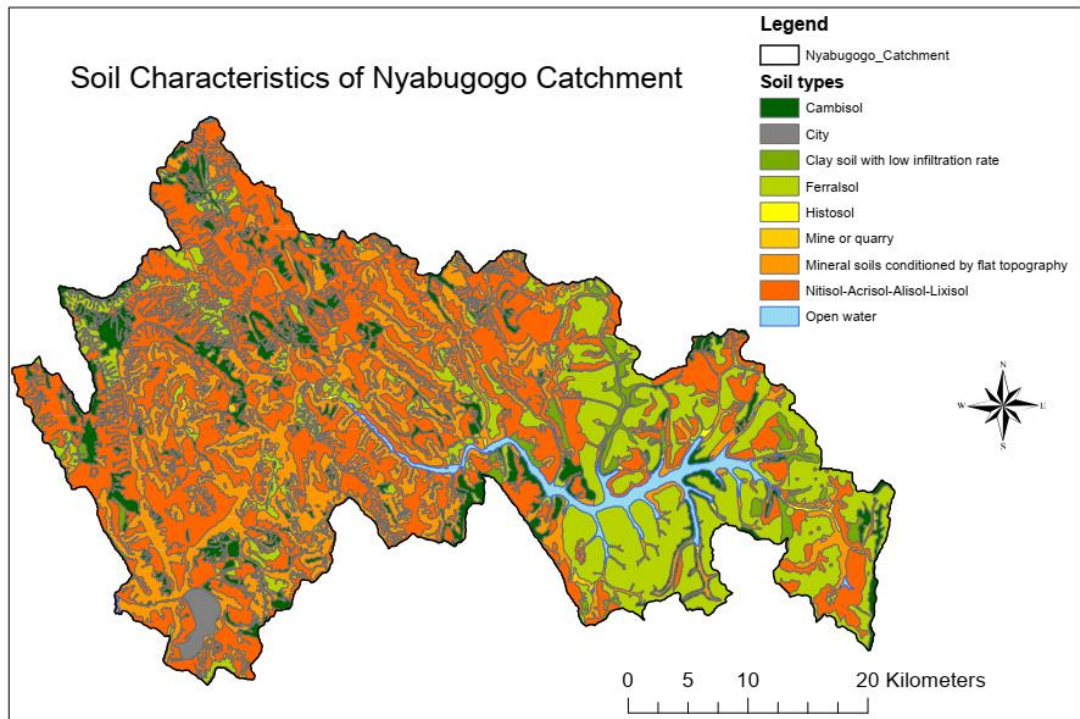 Soil Characteristics of Nyabugogo Catchment
Legend
Nyabugogo_Catchment
Soil types
Cambisol
City
Clay soil with low infiltration rate
Ferralsol
Histosol
Mine or quarry
Mineral soils conditioned by flat topography
Nitisol-Acrisol-Alisol-Lixisol
Open water
N
W E
S
0 5 10 20 Kilometers